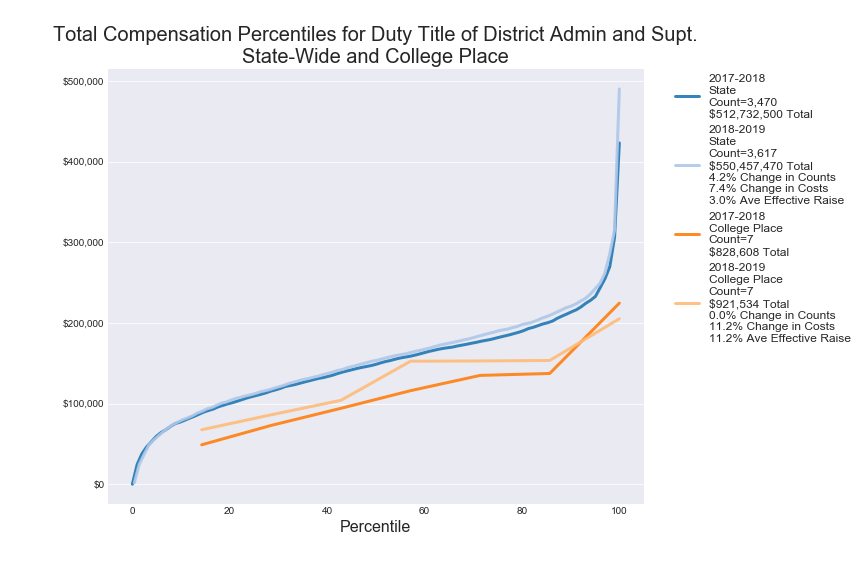 Total Compensation Percentiles for Duty Title of District Admin and Supt.
State-Wide and College Place
$500,000
$400,000
$300,000
$200,000
$100,000
$0
0
20
40
60
80
100
Percentile
2017-2018
State
Count=3,470
$512,732,500 Total
2018-2019
State
Count=3,617
$550,457,470 Total
4.2% Change in Counts
7.4% Change in Costs
3.0% Ave Effective Raise
2017-2018
College Place
Count=7
$828,608 Total
2018-2019
College Place
Count=7
$921,534 Total
0.0% Change in Counts
11.2% Change in Costs
11.2% Ave Effective Raise